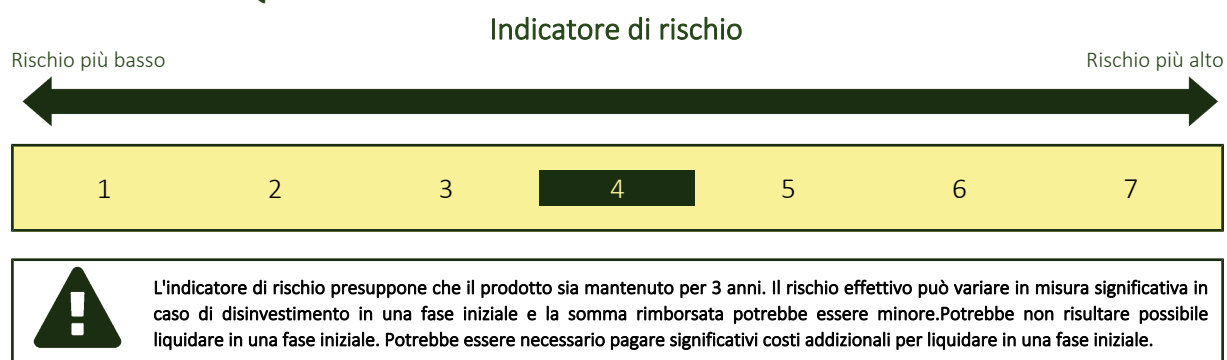 Indicatore di rischio
Rischio più basso
Rischio più alto
1 2 3 4 5 6 7
L'indicatore di rischio presuppone che il prodotto sia mantenuto per 3 anni. Il rischio effettivo può variare in misura significativa in
caso di disinvestimento in una fase iniziale e la somma rimborsata potrebbe essere minore.Potrebbe non risultare possibile
liquidare in una fase iniziale. Potrebbe essere necessario pagare significativi costi addizionali per liquidare in una fase iniziale.